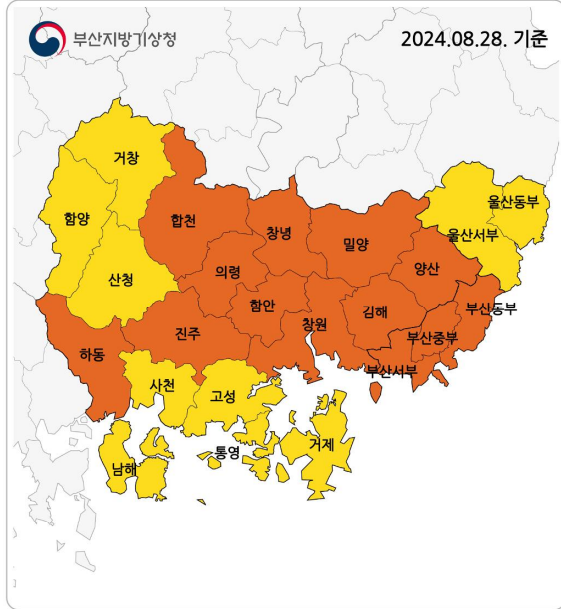 부산지방기상청
2024.08.28. 기준
거창
함양
합천
울산동부
창녕
울산서부
밀양
산청
의령
양산
함안
부산동부
김해
진주
창원
부산중부
하동
부산서부
사천
고성
거제
통영
남해